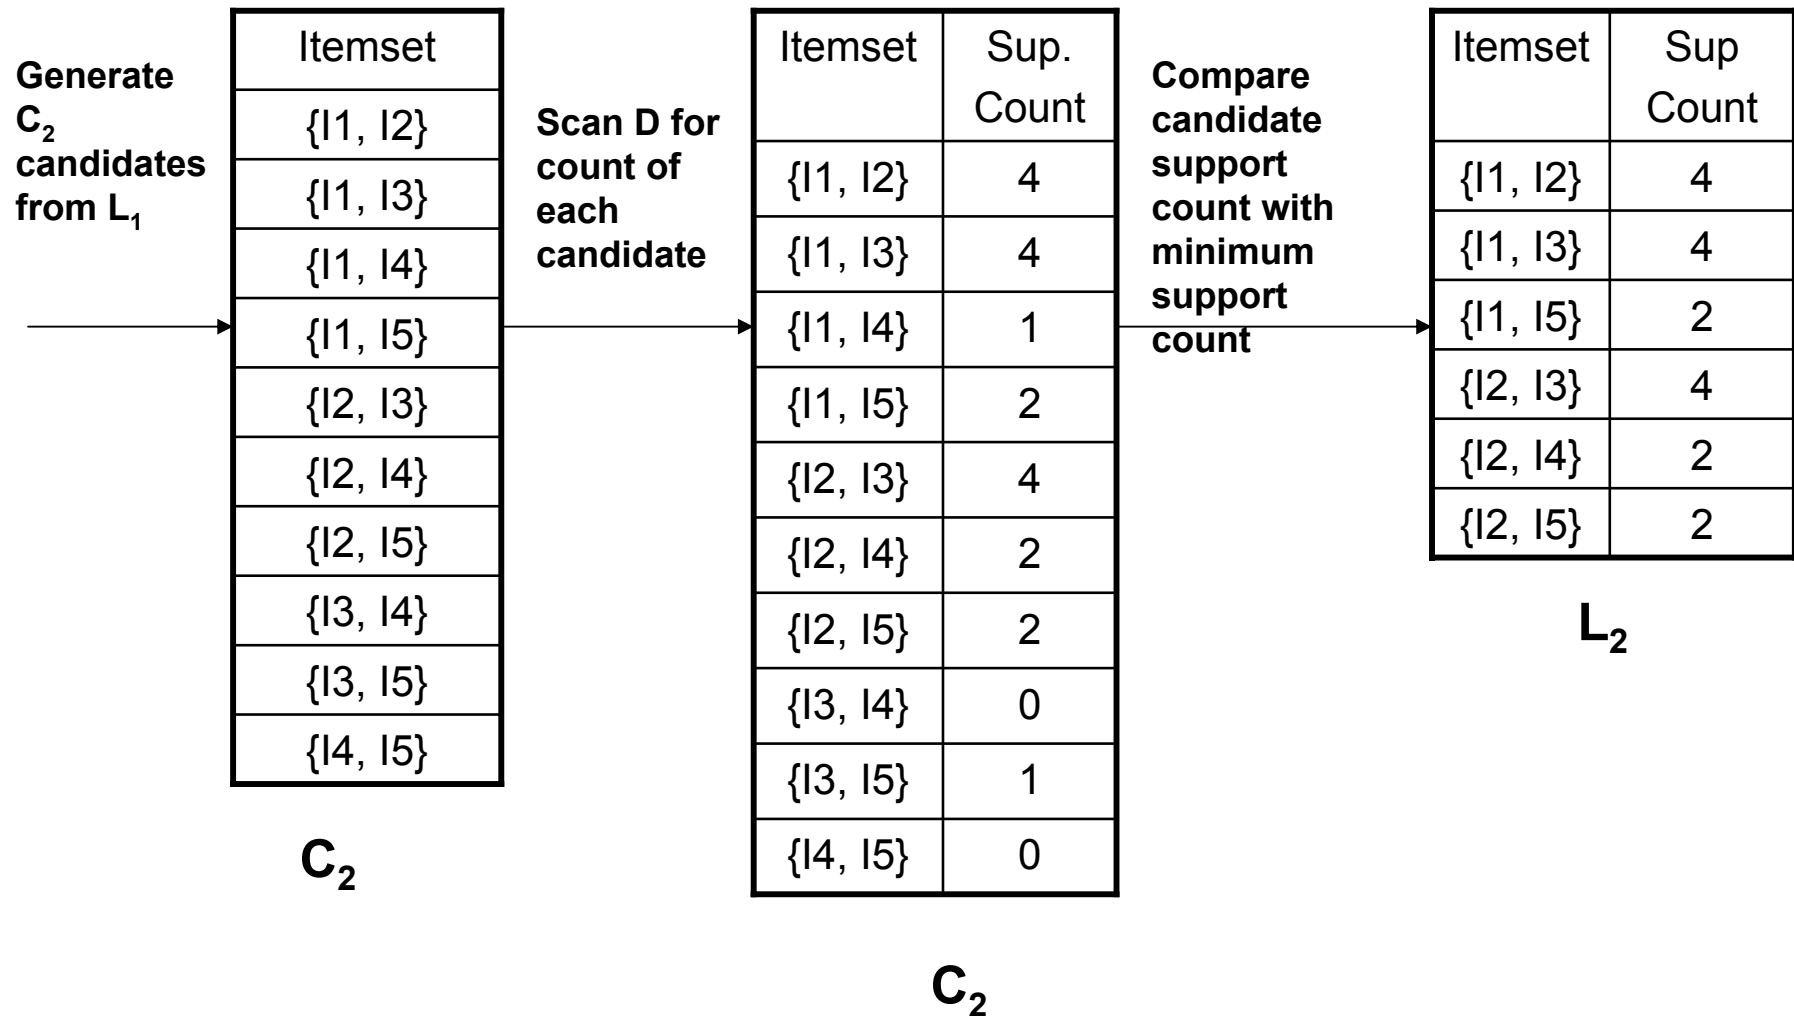 Generate
C₂
candidates
from L₁
Itemset
{I1, I2}
{I1, I3}
{I1, I4}
{I1, I5}
{I2, I3}
{I2, I4}
{I2, I5}
{I3, I4}
{I3, I5}
{I4, I5}
C₂
Scan D for
count of
each
candidate
Itemset Sup.
Count
{I1, I2} 4
{I1, I3} 4
{I1, I4} 1
{I1, I5} 2
{I2, I3} 4
{I2, I4} 2
{I2, I5} 2
{I3, I4} 0
{I3, I5} 1
{I4, I5} 0
C₂
Compare
candidate
support
count with
minimum
support
count
Itemset Sup
Count
{I1, I2} 4
{I1, I3} 4
{I1, I5} 2
{I2, I3} 4
{I2, I4} 2
{I2, I5} 2
L₂